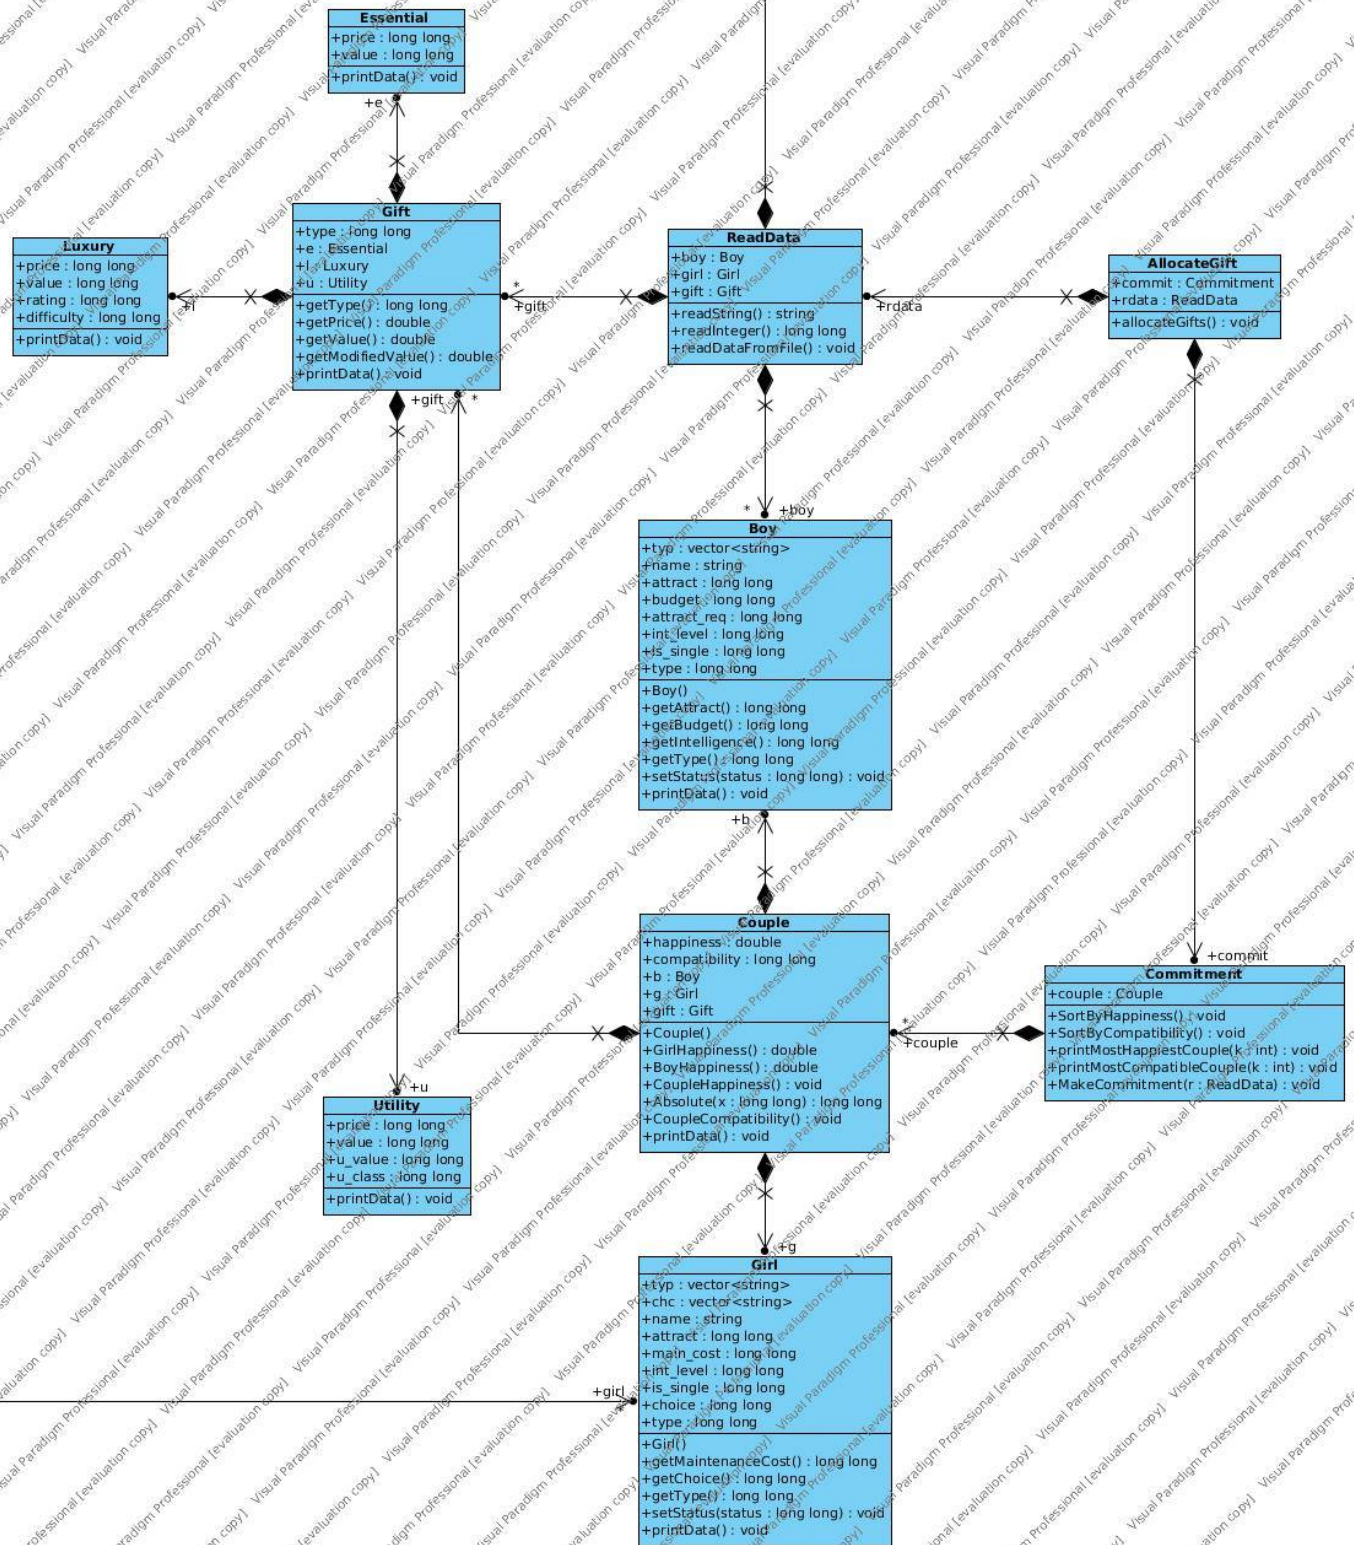 Essential
+price : long long
+value : long long
+printData() : void
+e
Gift
+type : long long
+e : Essential
+l : Luxury
+u : Utility
+getType() : long long
+getPrice() : double
+getValue() : double
+getModifiedValue() : double
+printData() : void
Luxury
+price : long long
+value : long long
+rating : long long
+difficulty : long long
+printData() : void
+l
ReadData
+boy : Boy
+girl : Girl
+gift : Gift
+readString() : string
+readInteger() : long long
+readDataFromFile() : void
*
+gift
AllocateGift
+commit : Commitment
+rdata : ReadData
+allocateGifts() : void
+rdata
+gift
*
*
+boy
Boy
+typ : vector<string>
+name : string
+attract : long long
+budget : long long
+attract_req : long long
+int_level : long long
+is_single : long long
+type : long long
+Boy()
+getAttract() : long long
+getBudget() : long long
+getIntelligence() : long long
+getType() : long long
+setStatus(status : long long) : void
+printData() : void
+b
Couple
+happiness : double
+compatibility : long long
+b : Boy
+g : Girl
+gift : Gift
+Couple()
+GirlHappiness() : double
+BoyHappiness() : double
+CoupleHappiness() : void
+Absolute(x : long long) : long long
+CoupleCompatibility() : void
+printData() : void
+commit
Commitment
+couple : Couple
+SortByHappiness() : void
+SortByCompatibility() : void
+printMostHappiestCouple(k : int) : void
+printMostCompatibleCouple(k : int) : void
+MakeCommitment(r : ReadData) : void
*
+couple
+u
Utility
+price : long long
+value : long long
+u_value : long long
+u_class : long long
+printData() : void
+g
Girl
+typ : vector<string>
+chc : vector<string>
+name : string
+attract : long long
+main_cost : long long
+int_level : long long
+is_single : long long
+choice : long long
+type : long long
+Girl()
+getMaintenanceCost() : long long
+getChoice() : long long
+getType() : long long
+setStatus(status : long long) : void
+printData() : void
+girl
*
Visual Paradigm Professional [evaluation copy]